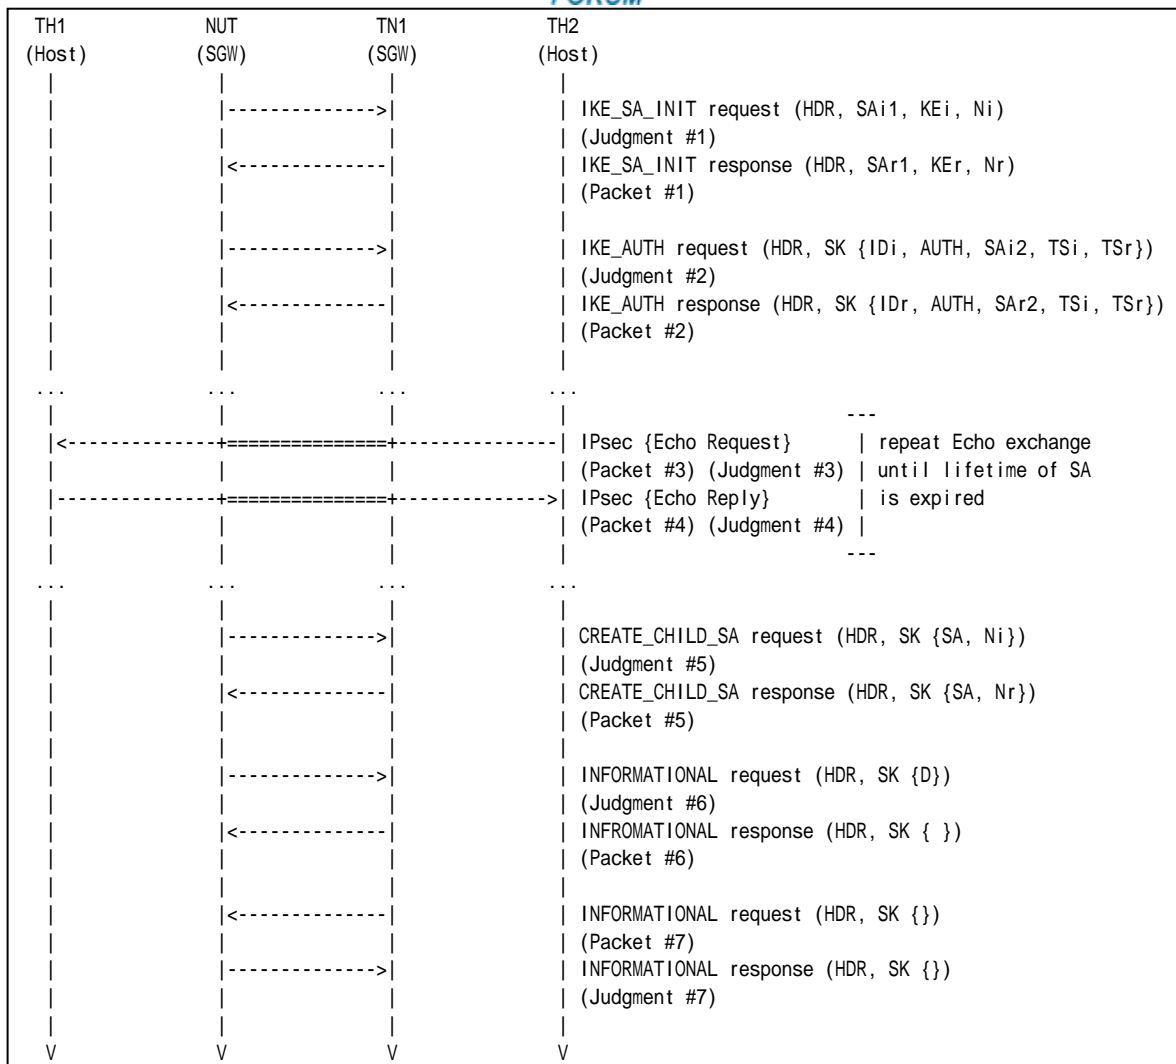 FORUM
TH1 NUT TN1 TH2
(Host) (SGW) (SGW) (Host)
| | | |
| |-------------->| | IKE_SA_INIT request (HDR, SAi1, KEi, Ni)
| | | | (Judgment #1)
| |<--------------| | IKE_SA_INIT response (HDR, SAr1, KEr, Nr)
| | | | (Packet #1)
| | | |
| |-------------->| | IKE_AUTH request (HDR, SK {IDi, AUTH, SAi2, TSi, TSr})
| | | | (Judgment #2)
| |<--------------| | IKE_AUTH response (HDR, SK {IDr, AUTH, SAr2, TSi, TSr})
| | | | (Packet #2)
| | | |
... ... ... ...
| | | | ---
|<--------------+===============+--------------| IPsec {Echo Request} | repeat Echo exchange
| | | | (Packet #3) (Judgment #3) | until lifetime of SA
|--------------+===============+-------------->| IPsec {Echo Reply} | is expired
| | | | (Packet #4) (Judgment #4) |
| | | | ---
... ... ... ...
| | | |
| |-------------->| | CREATE_CHILD_SA request (HDR, SK {SA, Ni})
| | | | (Judgment #5)
| |<--------------| | CREATE_CHILD_SA response (HDR, SK {SA, Nr})
| | | | (Packet #5)
| | | |
| |-------------->| | INFORMATIONAL request (HDR, SK {D})
| | | | (Judgment #6)
| |<--------------| | INFROMATIONAL response (HDR, SK { })
| | | | (Packet #6)
| | | |
| |<--------------| | INFORMATIONAL request (HDR, SK {})
| | | | (Packet #7)
| |-------------->| | INFORMATIONAL response (HDR, SK {})
| | | | (Judgment #7)
| | | |
V V V V